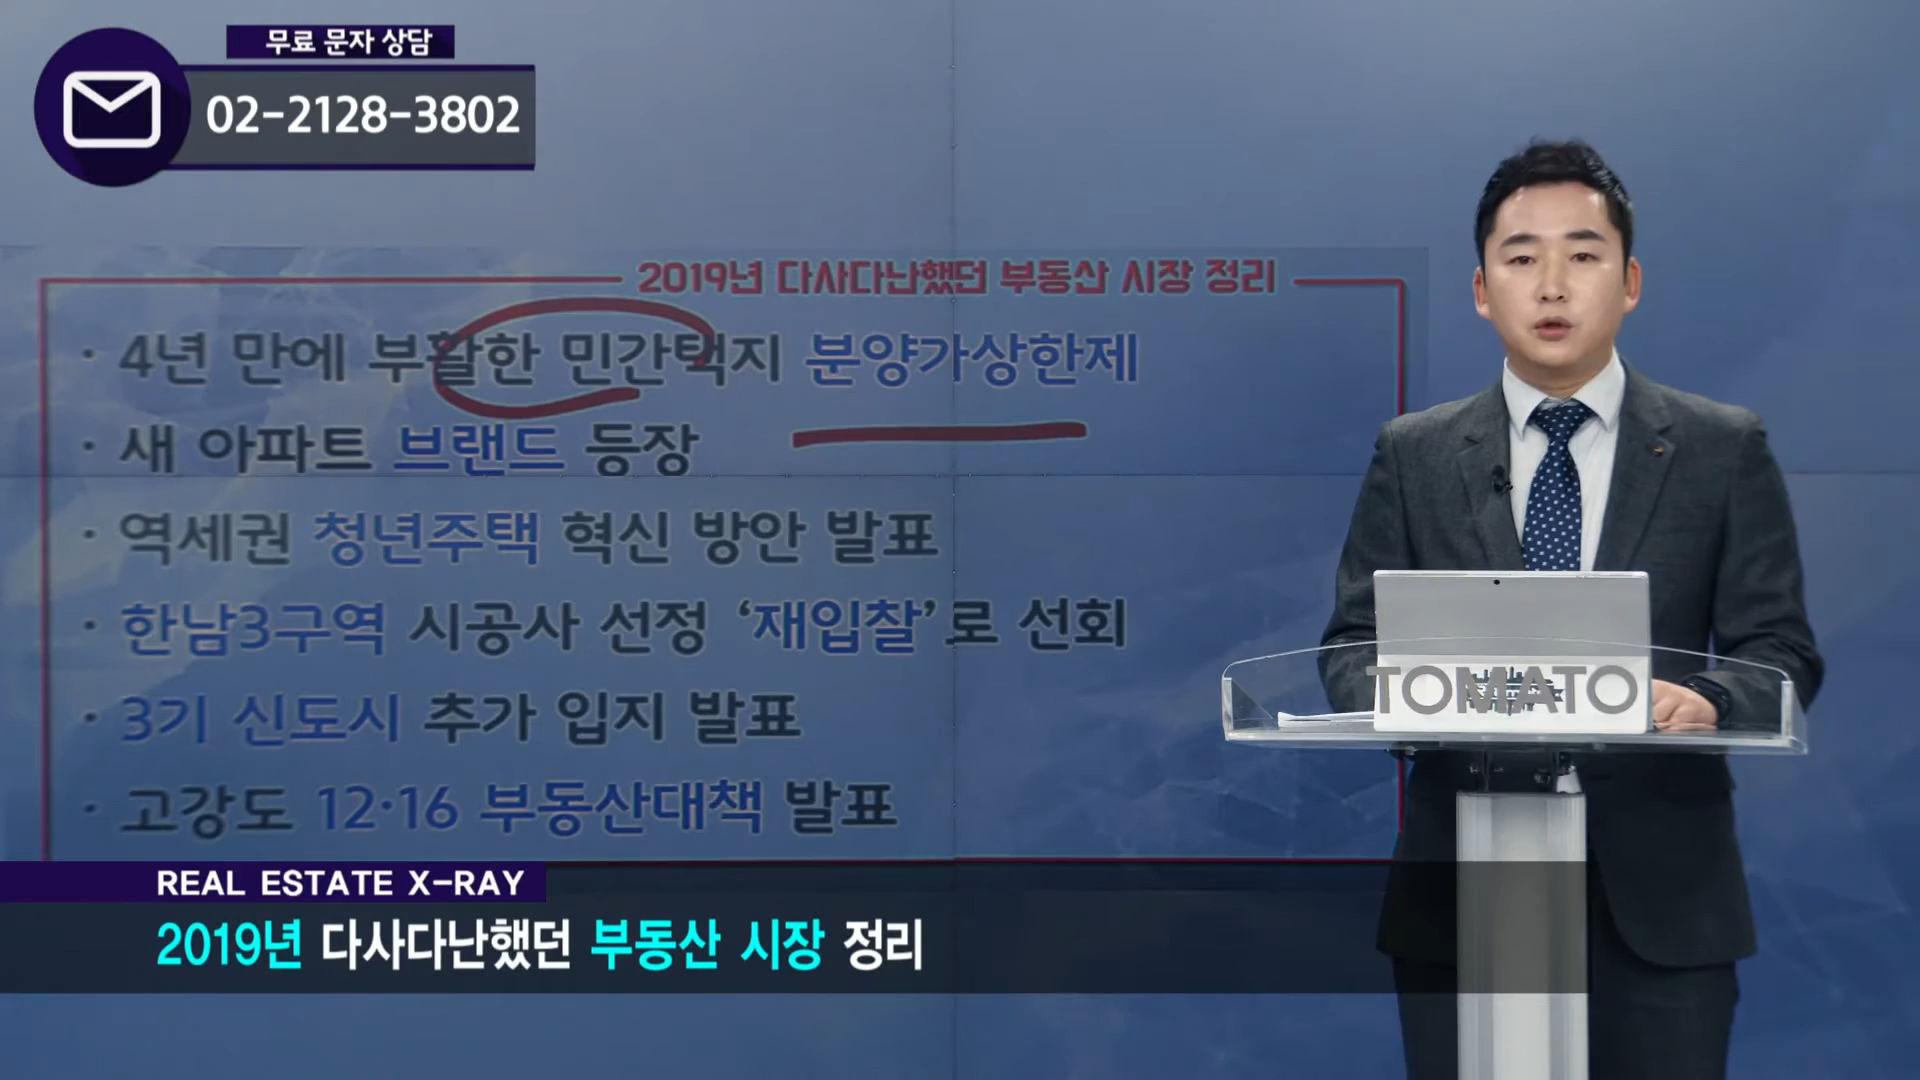 무료 문자 상담
02-2128-3802
2019년 다사다난했던 부동산 시장 정리
· 4년 만에 부활한 민간택지 분양가상한제
· 새 아파트 브랜드 등장
· 역세권 청년주택 혁신 방안 발표
· 한남3구역 시공사 선정 ‘재입찰’로 선회
· 3기 신도시 추가 입지 발표
· 고강도 12·16 부동산대책 발표
TOMATO
REAL ESTATE X-RAY
2019년 다사다난했던 부동산 시장 정리